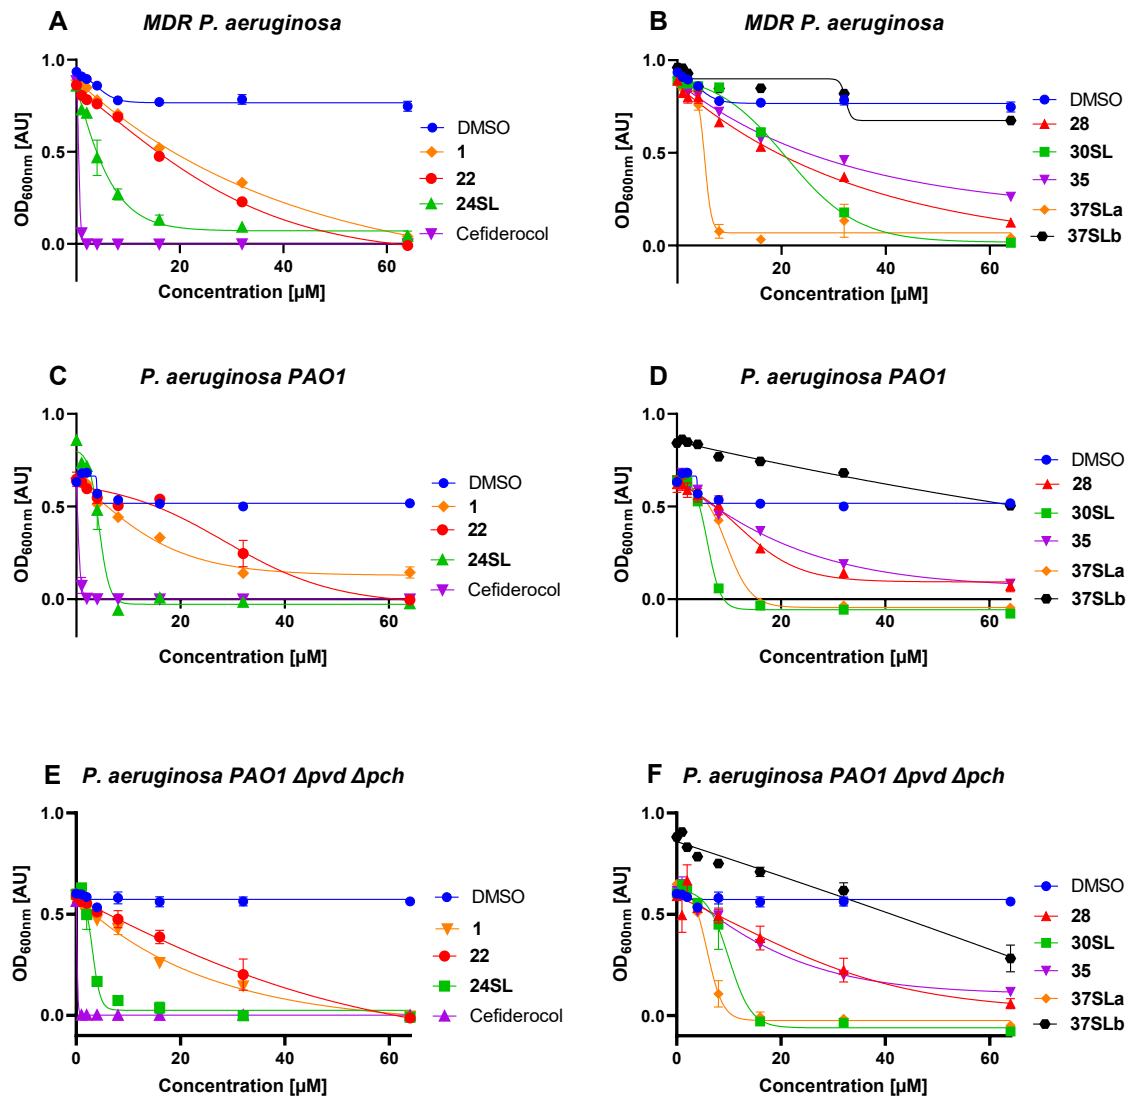 A MDR P. aeruginosa
1.0
0.5
0.0
OD600nm [AU]
20
40
60
Concentration [µM]
DMSO
1
22
24SL
Cefiderocol
B MDR P. aeruginosa
1.0
0.5
0.0
OD600nm [AU]
20
40
60
Concentration [µM]
DMSO
28
30SL
35
37SLa
37SLb
C P. aeruginosa PAO1
1.0
0.5
0.0
OD600nm [AU]
20
40
60
Concentration [µM]
DMSO
1
22
24SL
Cefiderocol
D P. aeruginosa PAO1
1.0
0.5
0.0
OD600nm [AU]
20
40
60
Concentration [µM]
DMSO
28
30SL
35
37SLa
37SLb
E P. aeruginosa PAO1 Δpvd Δpch
1.0
0.5
0.0
OD600nm [AU]
0
20
40
60
Concentration [µM]
DMSO
1
22
24SL
Cefiderocol
F P. aeruginosa PAO1 Δpvd Δpch
1.0
0.5
0.0
OD600nm [AU]
0
20
40
60
Concentration [µM]
DMSO
28
30SL
35
37SLa
37SLb